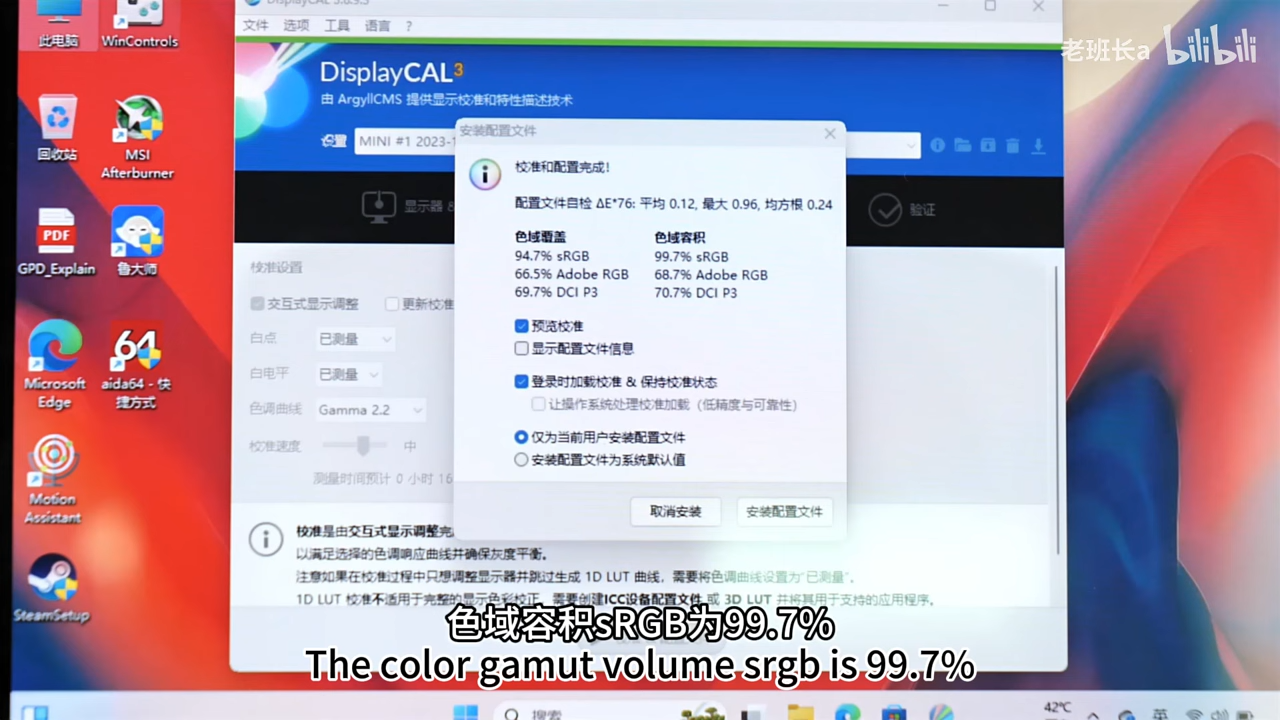 此电脑
WinControls
回收站
MSI
Afterburner
GPD_Explain
PDF
鲁大师
Microsoft
Edge
64
aida64 - 快
捷方式
Motion
Assistant
SteamSetup
文件 选项 工具 语言 ?
老班长a bilibili
DisplayCAL3
由 ArgyllCMS 提供显示校准和特性描述技术
设置 MINI #1 2023-1
显示器 &
验证
校准设置
交互式显示调整 更新校准
白点 已测量
白电平 已测量
色调曲线 Gamma 2.2
校准速度 中
测量时间预计 0 小时 16
安装配置文件
校准和配置完成!
配置文件自检 ΔE*76: 平均 0.12, 最大 0.96, 均方根 0.24
色域覆盖 色域容积
94.7% sRGB 99.7% sRGB
66.5% Adobe RGB 68.7% Adobe RGB
69.7% DCI P3 70.7% DCI P3
预览校准
显示配置文件信息
登录时加载校准 & 保持校准状态
让操作系统处理校准加载（低精度与可靠性）
仅为当前用户安装配置文件
安装配置文件为系统默认值
取消安装 安装配置文件
校准是由交互式显示调整完
以满足选择的色调响应曲线并确保灰度平衡。
注意如果在校准过程中只想调整显示器并跳过生成 1D LUT 曲线，需要将色调曲线设置为"已测量"。
1D LUT 校准不适用于完整的显示色彩校正，需要创建ICC设备配置文件 或 3D LUT 并将其用于支持的应用程序。
色域容积sRGB为99.7%
The color gamut volume srgb is 99.7%
搜索
42℃
英